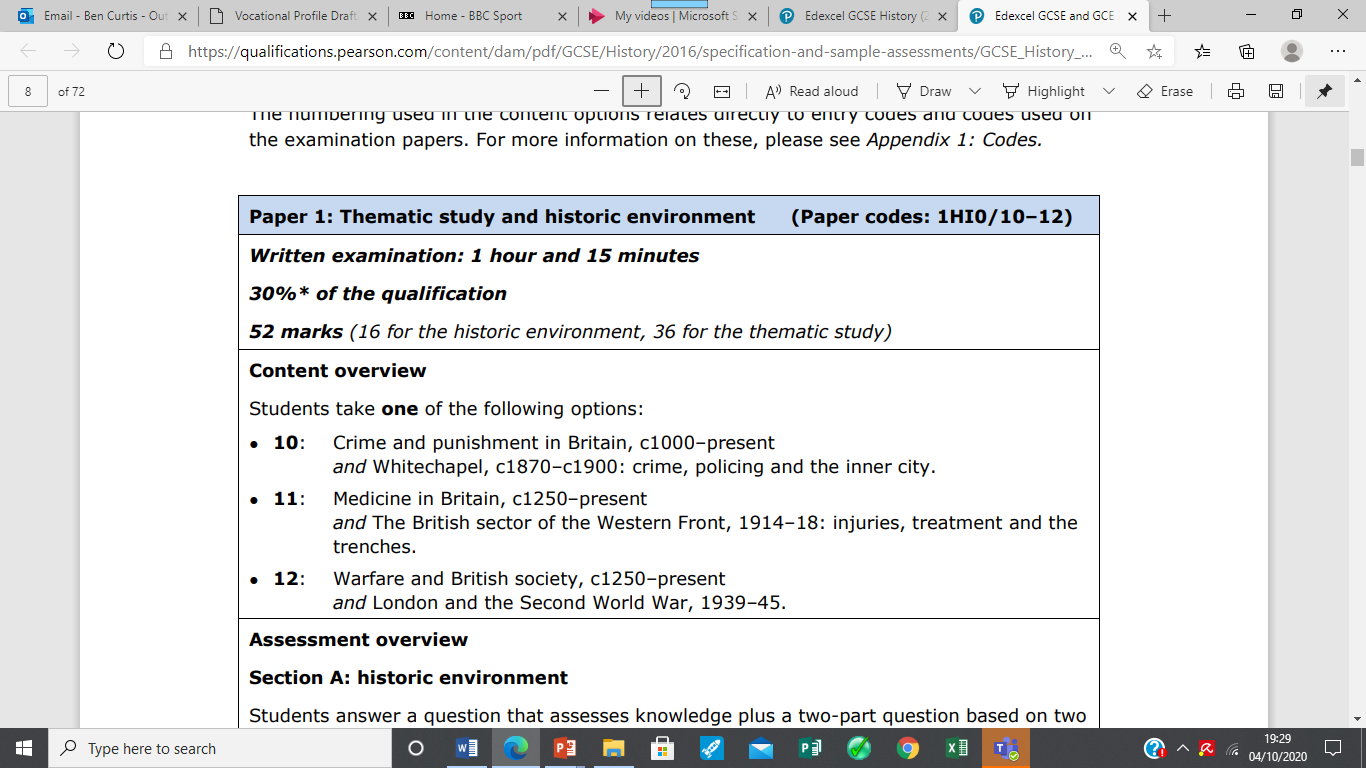 Email - Ben Curtis - Out
Vocational Profile Draft.
BBC Home - BBC Sport
My videos | Microsoft S
Edexcel GCSE History (2
Edexcel GCSE and GCE
https://qualifications.pearson.com/content/dam/pdf/GCSE/History/2016/specification-and-sample-assessments/GCSE_History_...
8 of 72
Read aloud
Draw
Highlight
Erase
The numbering used in the content options relates directly to entry codes and codes used on
the examination papers. For more information on these, please see Appendix 1: Codes.
Paper 1: Thematic study and historic environment (Paper codes: 1HI0/10–12)
Written examination: 1 hour and 15 minutes
30%* of the qualification
52 marks (16 for the historic environment, 36 for the thematic study)
Content overview
Students take one of the following options:
• 10: Crime and punishment in Britain, c1000–present
and Whitechapel, c1870–c1900: crime, policing and the inner city.
• 11: Medicine in Britain, c1250–present
and The British sector of the Western Front, 1914–18: injuries, treatment and the
trenches.
• 12: Warfare and British society, c1250–present
and London and the Second World War, 1939–45.
Assessment overview
Section A: historic environment
Students answer a question that assesses knowledge plus a two-part question based on two
Type here to search
19:29
04/10/2020